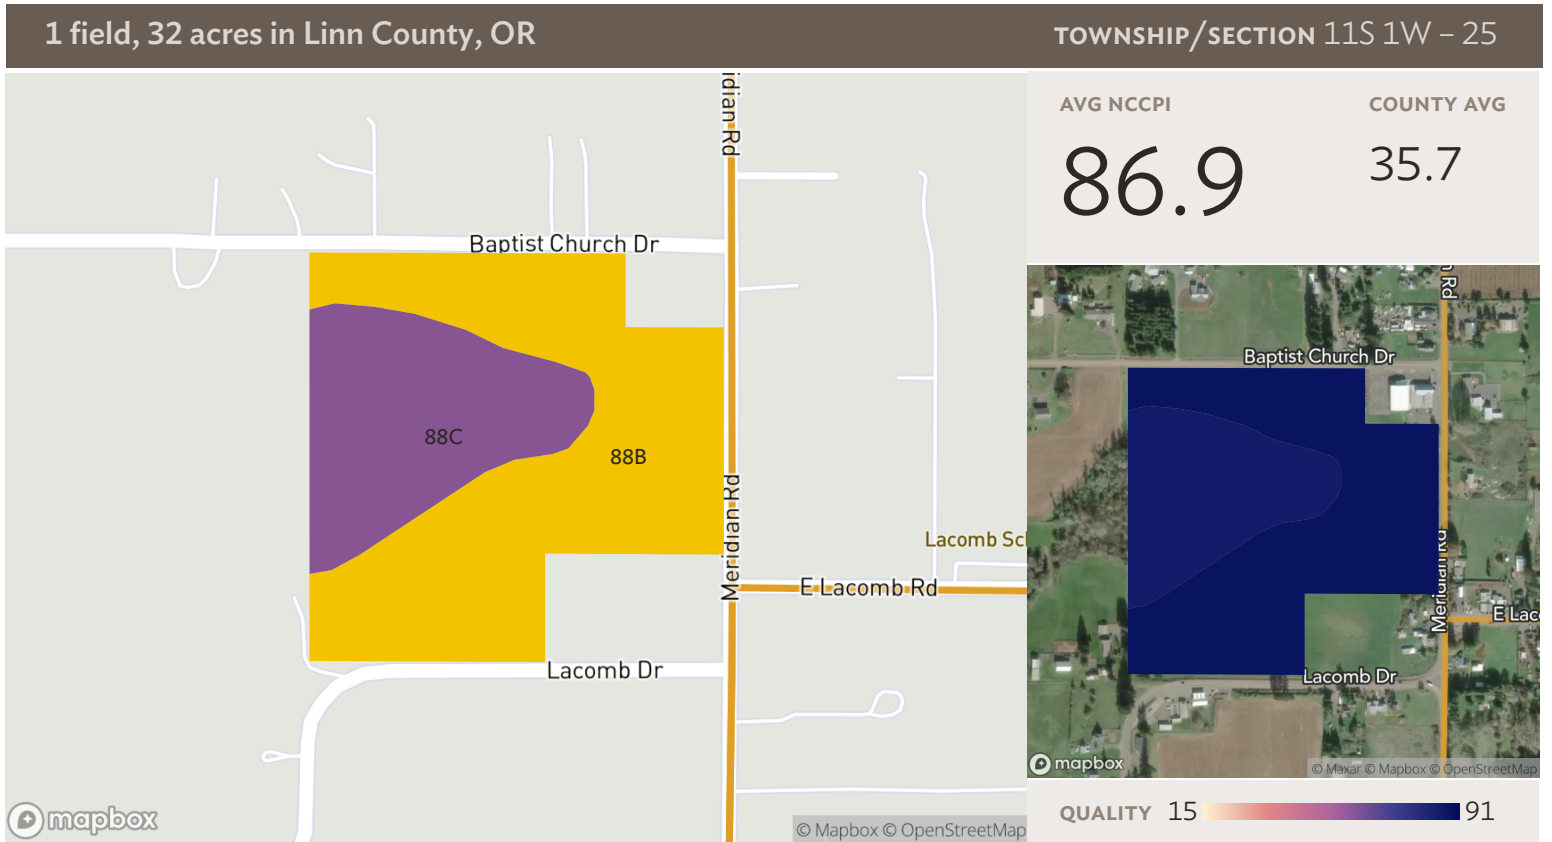 1 field, 32 acres in Linn County, OR
TOWNSHIP/SECTION 11S 1W – 25
idian Rd
Baptist Church Dr
88C
88B
Meridian Rd
Lacomb Sch
E Lacomb Rd
Lacomb Dr
mapbox
© Mapbox © OpenStreetMap
AVG NCCPI
COUNTY AVG
86.9
35.7
Rd
Baptist Church Dr
Meridian Rd
E Lac
Lacomb Dr
mapbox
© Maxar © Mapbox © OpenStreetMap
QUALITY 15 91